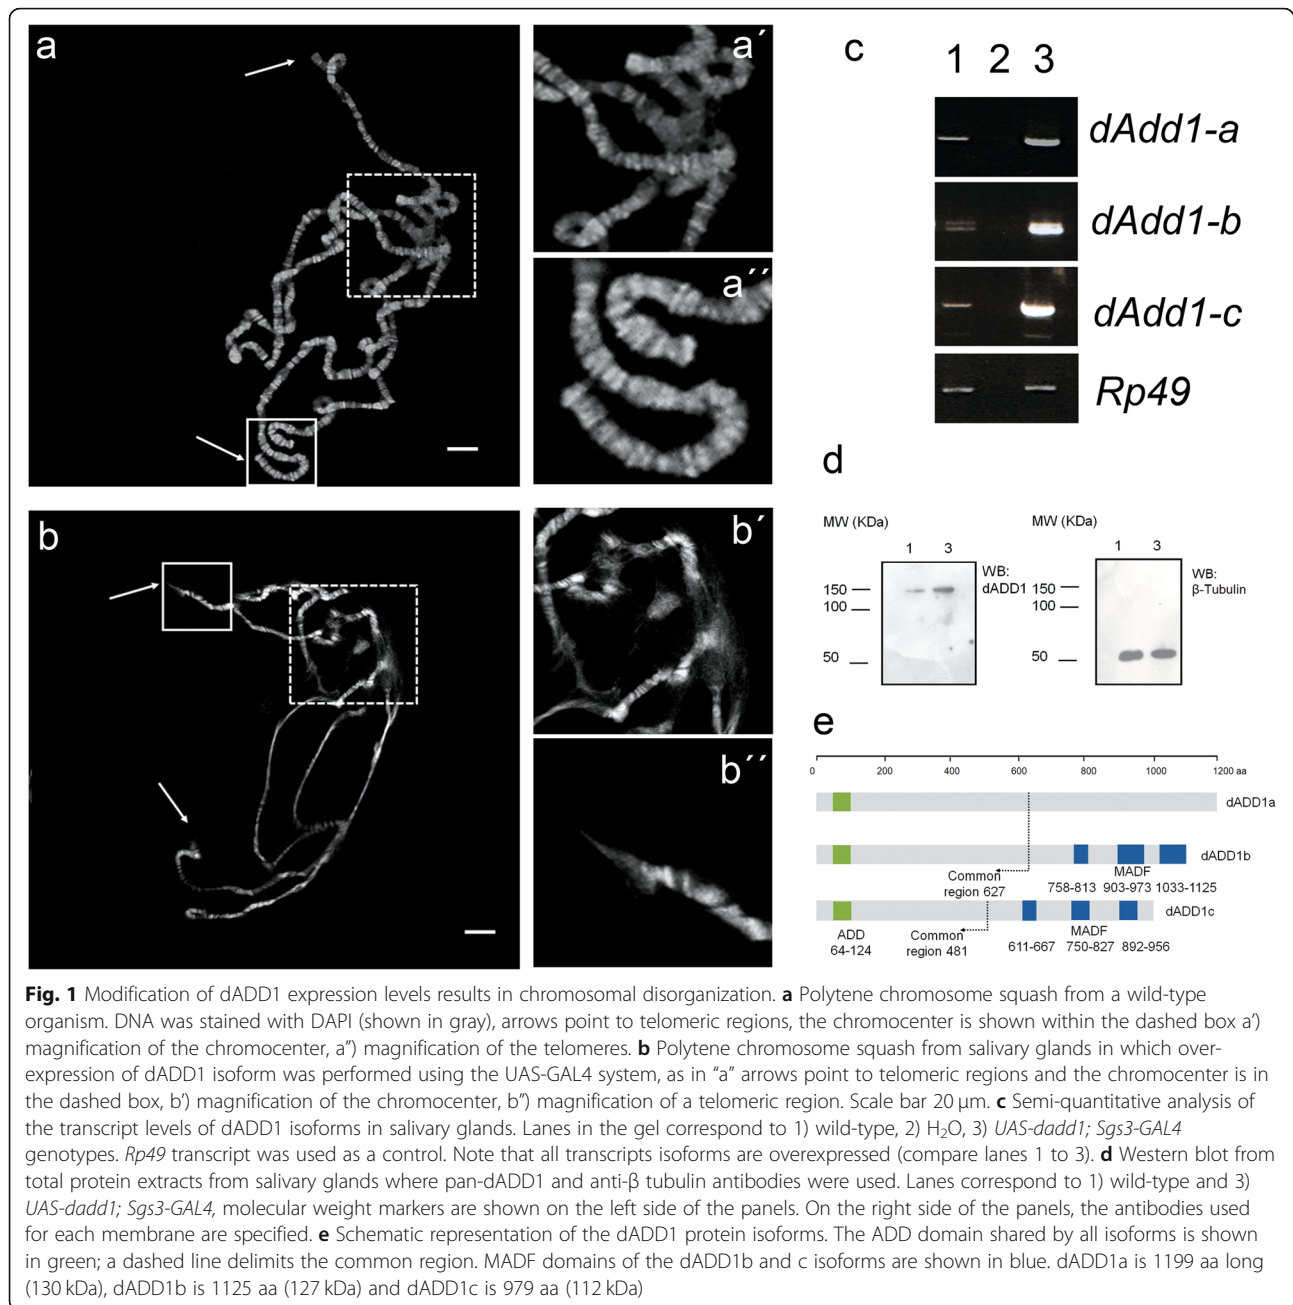 a
a´
a´´
b
b´
b´´
c
1 2 3
dAdd1-a
dAdd1-b
dAdd1-c
Rp49
d
MW (KDa)
1 3
150
100
50
WB:
dADD1
MW (KDa)
1 3
150
100
50
WB:
β-Tubulin
e
0 200 400 600 800 1000 1200 aa
dADD1a
dADD1b
Common
region 627
MADF
758-813 903-973 1033-1125
dADD1c
ADD
64-124
Common
region 481
MADF
611-667 750-827 892-956
Fig. 1 Modification of dADD1 expression levels results in chromosomal disorganization. a Polytene chromosome squash from a wild-type
organism. DNA was stained with DAPI (shown in gray), arrows point to telomeric regions, the chromocenter is shown within the dashed box a′)
magnification of the chromocenter, a″) magnification of the telomeres. b Polytene chromosome squash from salivary glands in which over-
expression of dADD1 isoform was performed using the UAS-GAL4 system, as in “a” arrows point to telomeric regions and the chromocenter is in
the dashed box, b′) magnification of the chromocenter, b″) magnification of a telomeric region. Scale bar 20 μm. c Semi-quantitative analysis of
the transcript levels of dADD1 isoforms in salivary glands. Lanes in the gel correspond to 1) wild-type, 2) H₂O, 3) UAS-dadd1; Sgs3-GAL4
genotypes. Rp49 transcript was used as a control. Note that all transcripts isoforms are overexpressed (compare lanes 1 to 3). d Western blot from
total protein extracts from salivary glands where pan-dADD1 and anti-β tubulin antibodies were used. Lanes correspond to 1) wild-type and 3)
UAS-dadd1; Sgs3-GAL4, molecular weight markers are shown on the left side of the panels. On the right side of the panels, the antibodies used
for each membrane are specified. e Schematic representation of the dADD1 protein isoforms. The ADD domain shared by all isoforms is shown
in green; a dashed line delimits the common region. MADF domains of the dADD1b and c isoforms are shown in blue. dADD1a is 1199 aa long
(130 kDa), dADD1b is 1125 aa (127 kDa) and dADD1c is 979 aa (112 kDa)